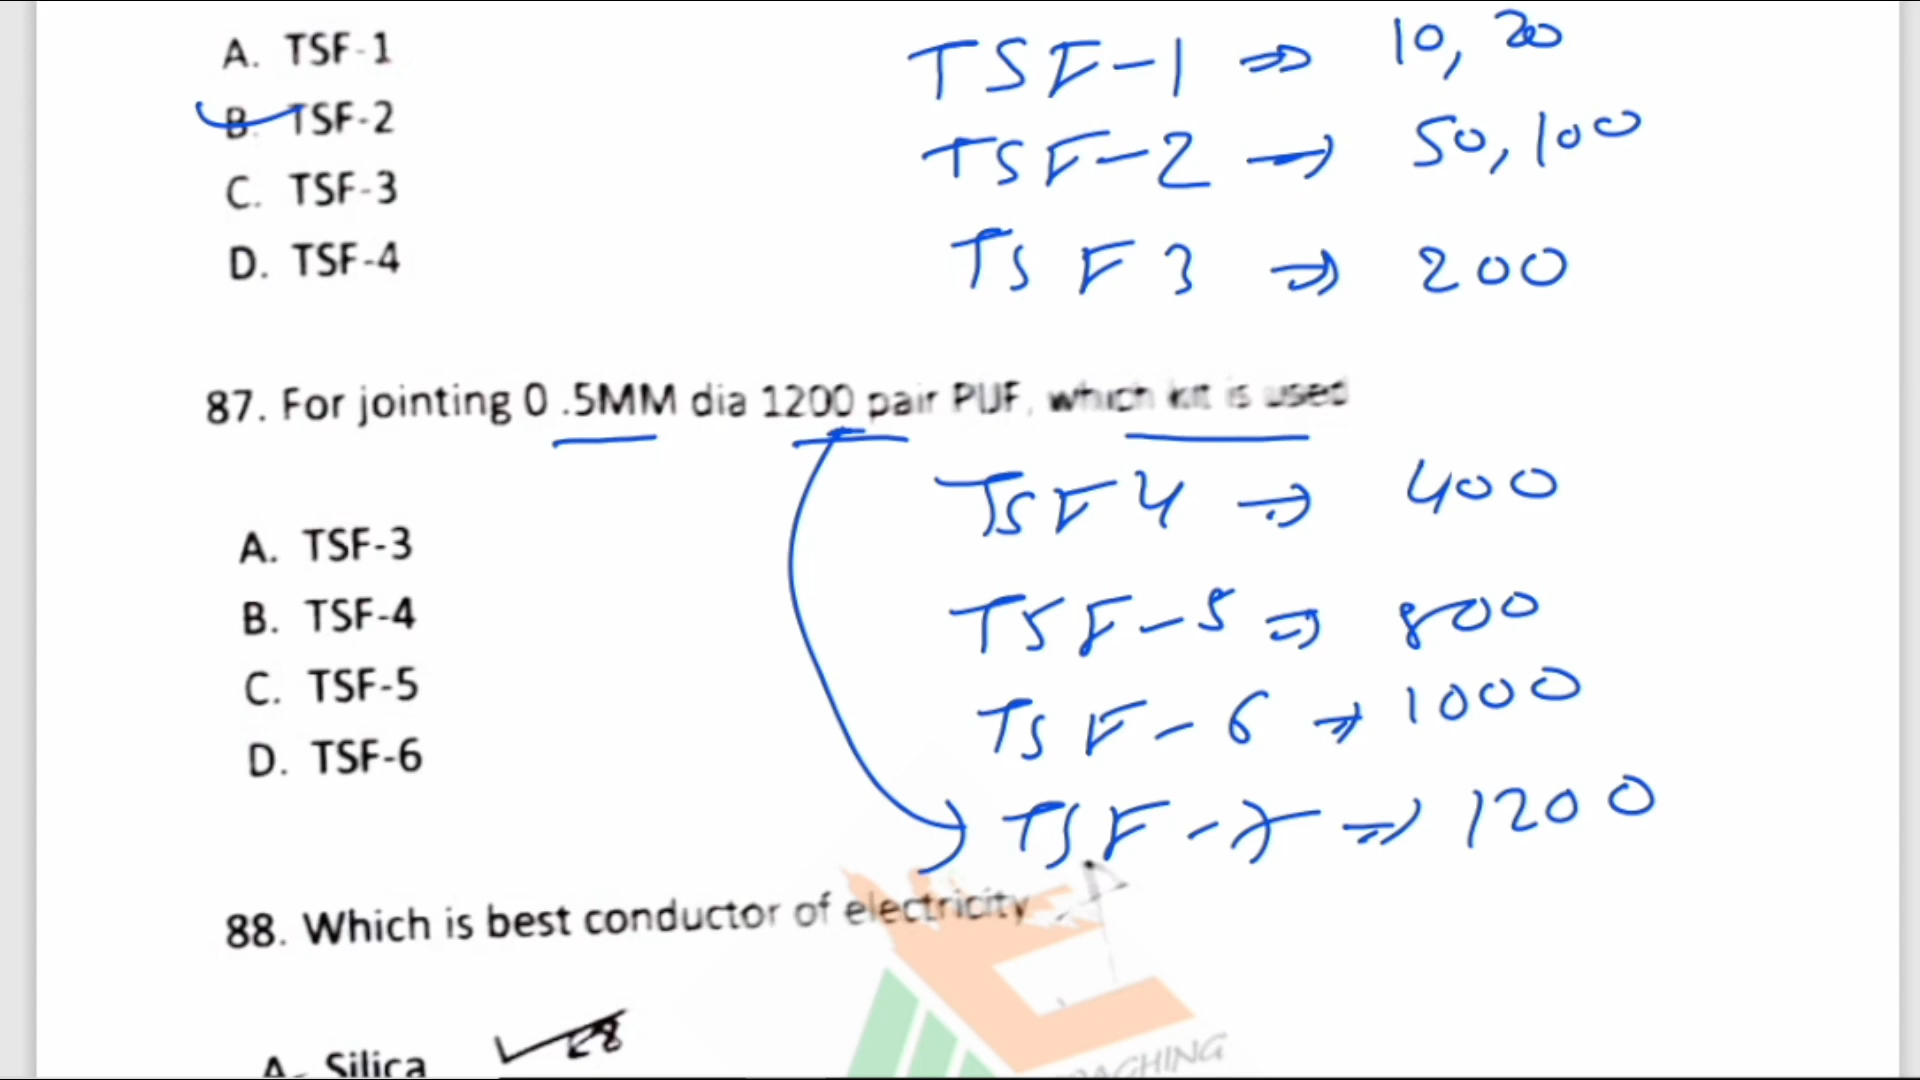 A. TSF-1
B. TSF-2
C. TSF-3
D. TSF-4
TSF-1 ⇒ 10, 20
TSF-2 → 50, 100
TSF 3 ⇒ 200
87. For jointing 0 .5MM dia 1200 pair PIJF, which kit is used
A. TSF-3
B. TSF-4
C. TSF-5
D. TSF-6
TSF 4 ⇒ 400
TSF-5 ⇒ 800
TSF-6 ⇒ 1000
TSF-7 ⇒ 1200
88. Which is best conductor of electricity
A. Silica